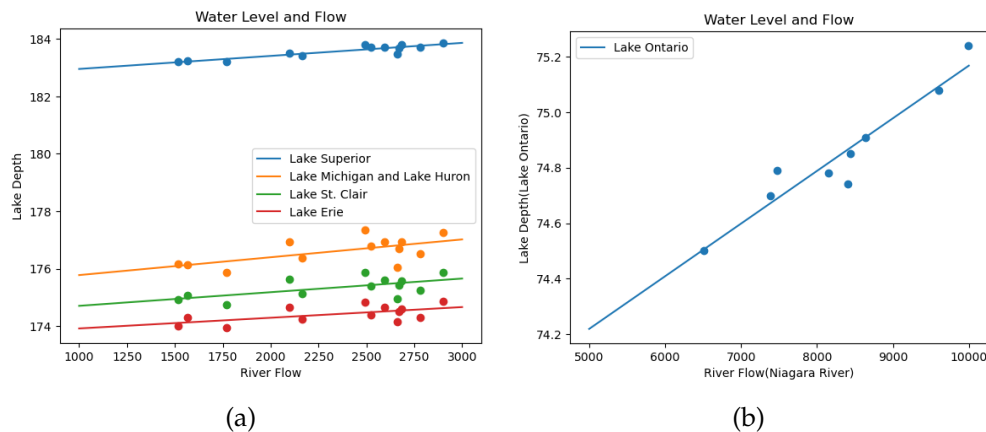 Water Level and Flow
184
182
180
178
176
174
Lake Depth
Lake Superior
Lake Michigan and Lake Huron
Lake St. Clair
Lake Erie
1000 1250 1500 1750 2000 2250 2500 2750 3000
River Flow
(a)
Water Level and Flow
Lake Ontario
75.2
75.0
74.8
74.6
74.4
74.2
Lake Depth(Lake Ontario)
5000 6000 7000 8000 9000 10000
River Flow(Niagara River)
(b)